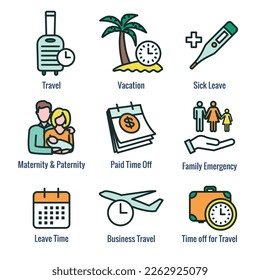 Travel
Vacation
Sick Leave
Maternity & Paternity
Paid Time Off
Family Emergency
Leave Time
Business Travel
Time off for Travel
shutterstock.com · 2262925079